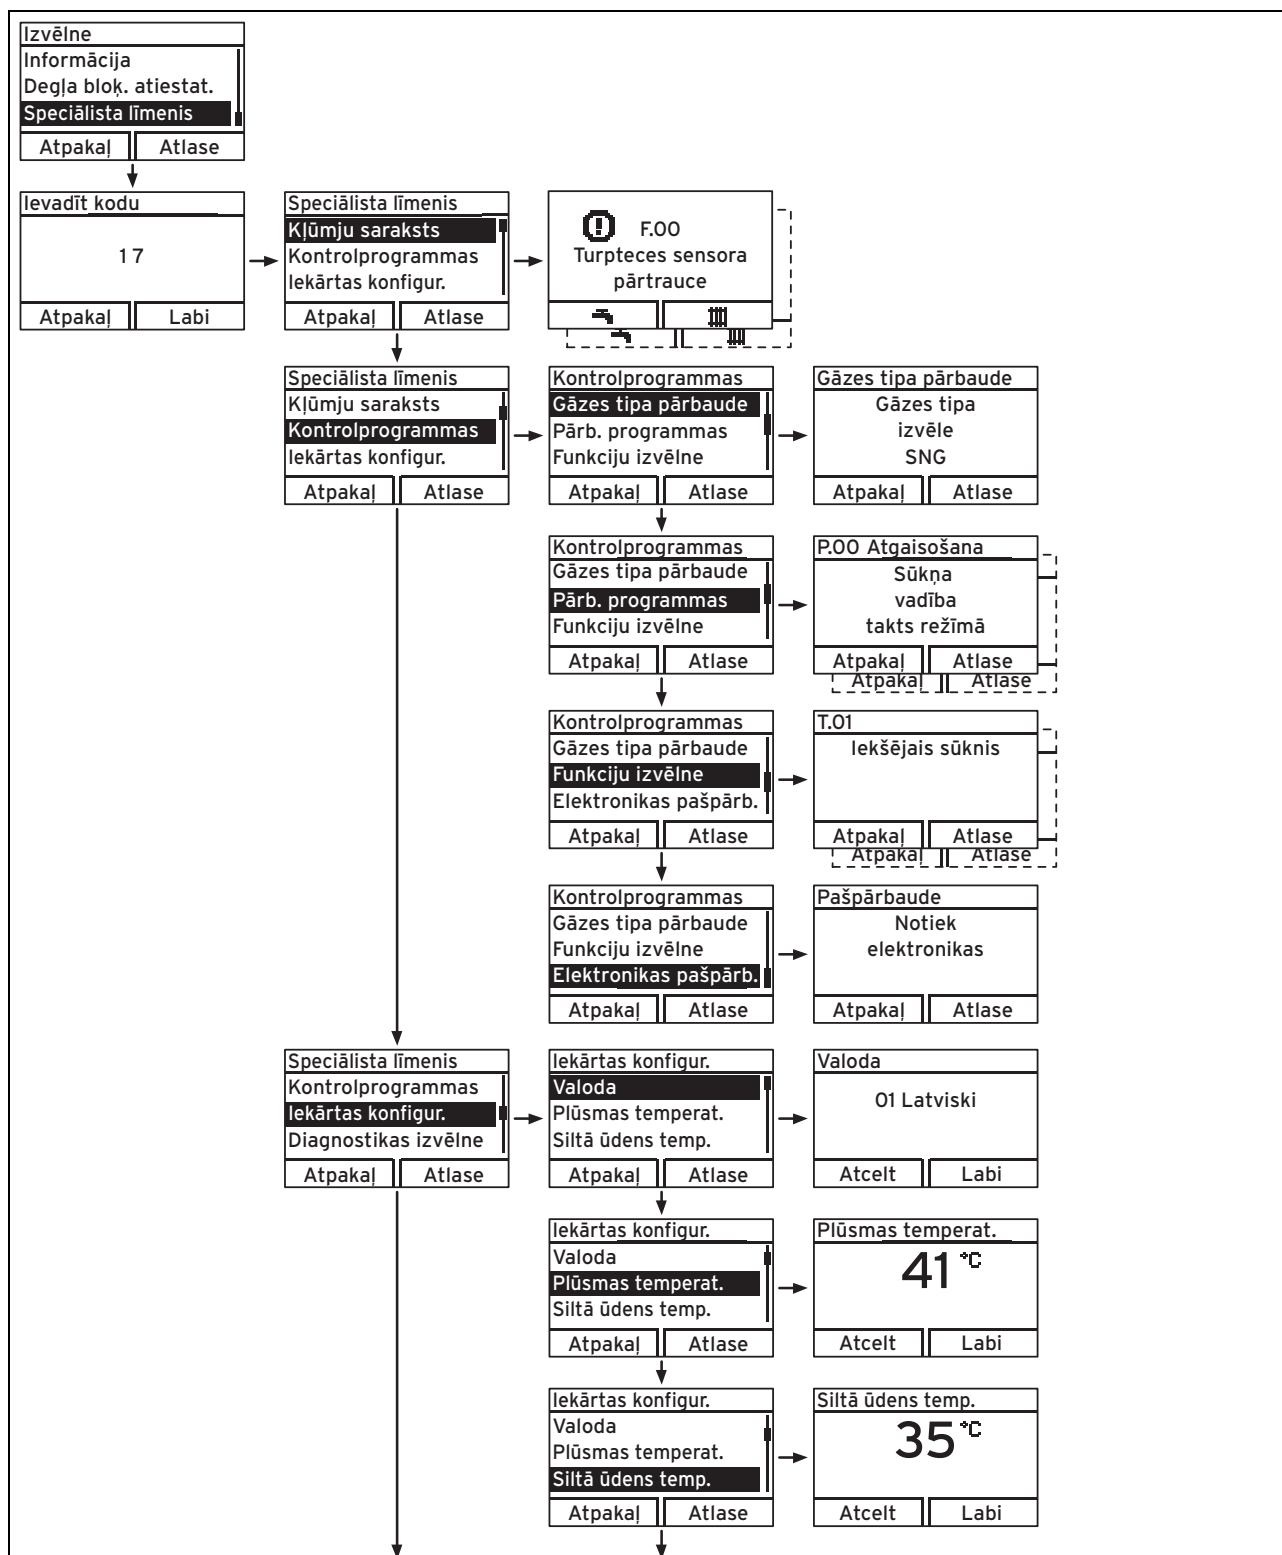 Izvēlne
Informācija
Degļa bloķ. atiestat.
Speciālista līmenis
Atpakaļ Atlase
Ievadīt kodu
17
Atpakaļ Labi
Speciālista līmenis
Kļūmju saraksts
Kontrolprogrammas
Iekārtas konfigur.
Atpakaļ Atlase
F.00
Turpteces sensora
pārtrauce
Speciālista līmenis
Kļūmju saraksts
Kontrolprogrammas
Iekārtas konfigur.
Atpakaļ Atlase
Kontrolprogrammas
Gāzes tipa pārbaude
Pārb. programmas
Funkciju izvēlne
Atpakaļ Atlase
Gāzes tipa pārbaude
Gāzes tipa
izvēle
SNG
Atpakaļ Atlase
Kontrolprogrammas
Gāzes tipa pārbaude
Pārb. programmas
Funkciju izvēlne
Atpakaļ Atlase
P.00 Atgaisošana
Sūkņa
vadība
takts režīmā
Atpakaļ Atlase
Atpakaļ Atlase
Kontrolprogrammas
Gāzes tipa pārbaude
Funkciju izvēlne
Elektronikas pašpārb.
Atpakaļ Atlase
T.01
Iekšējais sūknis
Atpakaļ Atlase
Atpakaļ Atlase
Kontrolprogrammas
Gāzes tipa pārbaude
Funkciju izvēlne
Elektronikas pašpārb.
Atpakaļ Atlase
Pašpārbaude
Notiek
elektronikas
Atpakaļ Atlase
Speciālista līmenis
Kontrolprogrammas
Iekārtas konfigur.
Diagnostikas izvēlne
Atpakaļ Atlase
Iekārtas konfigur.
Valoda
Plūsmas temperat.
Siltā ūdens temp.
Atpakaļ Atlase
Valoda
01 Latviski
Atcelt Labi
Iekārtas konfigur.
Valoda
Plūsmas temperat.
Siltā ūdens temp.
Atpakaļ Atlase
Plūsmas temperat.
41 °C
Atcelt Labi
Iekārtas konfigur.
Valoda
Plūsmas temperat.
Siltā ūdens temp.
Atpakaļ Atlase
Siltā ūdens temp.
35 °C
Atcelt Labi